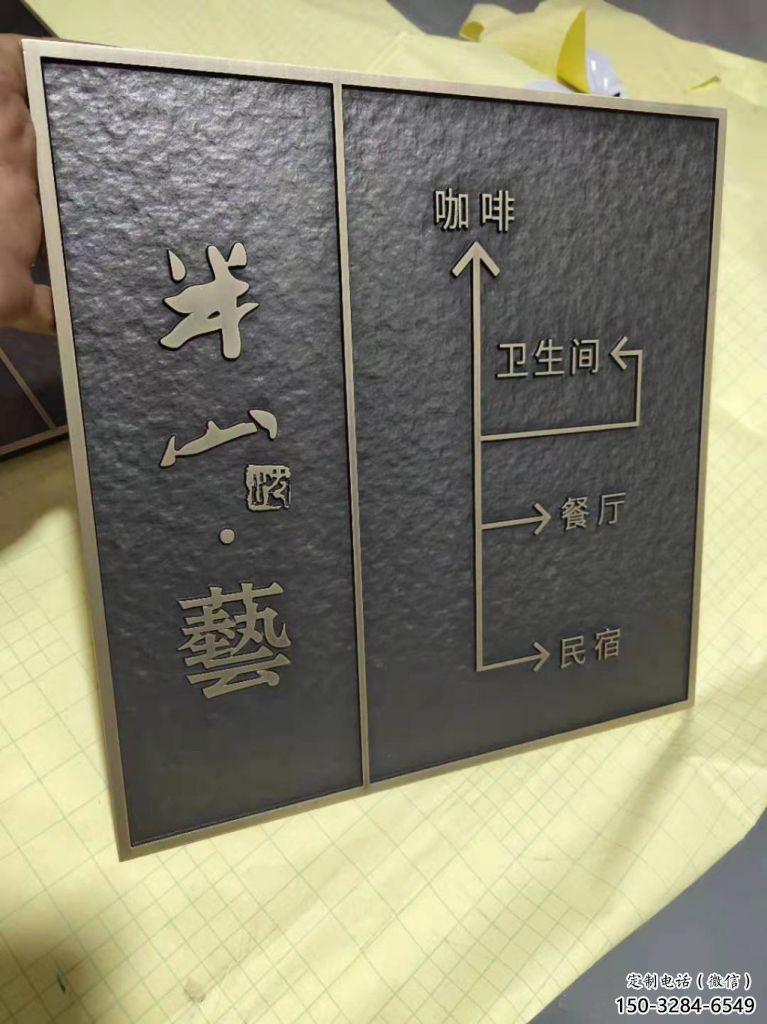 半
山
·
藝
咖啡
卫生间
餐厅
民宿
定制电话（微信）
150-3284-6549